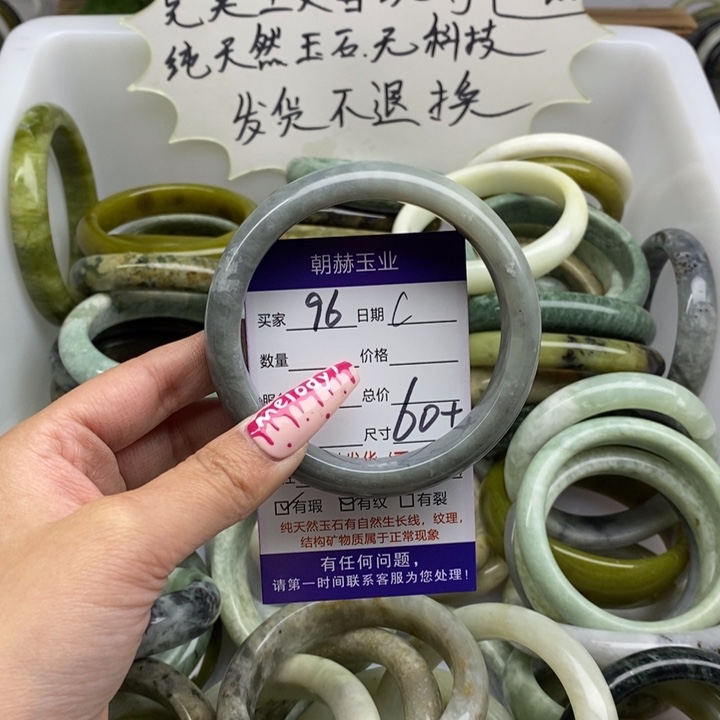 纯天然玉石.无科技
发货不退换
朝赫玉业
买家 96 日期 C
数量 价格
总价
尺寸 60+
有瑕 有纹 有裂
纯天然玉石有自然生长线，纹理，
结构矿物质属于正常现象
有任何问题，
请第一时间联系客服为您处理!
Melody